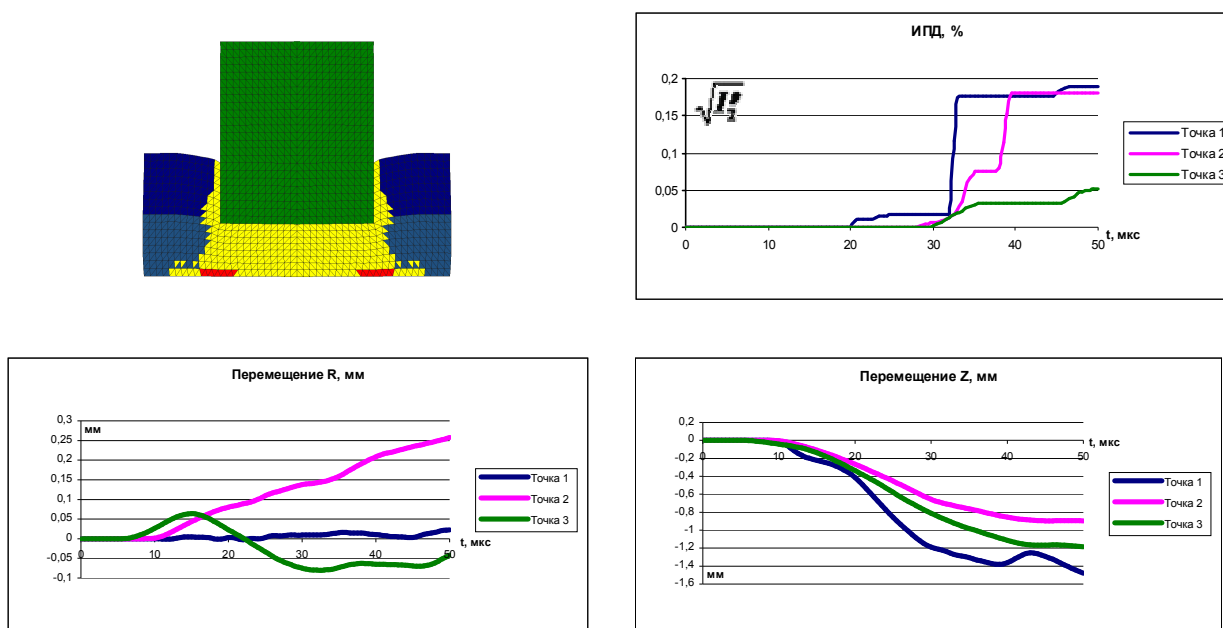 ИПД, %
0,2
0,15
0,1
0,05
0
0 10 20 30 40 50
t, мкс
Точка 1
Точка 2
Точка 3
Перемещение R, мм
0,3
0,25
0,2
0,15
0,1
0,05
0
-0,05
-0,1
мм
0 10 20 30 40 50
t, мкс
Точка 1
Точка 2
Точка 3
Перемещение Z, мм
0,2
0
-0,2
-0,4
-0,6
-0,8
-1
-1,2
-1,4
-1,6
t, мкс
0 10 20 30 40 50
мм
Точка 1
Точка 2
Точка 3